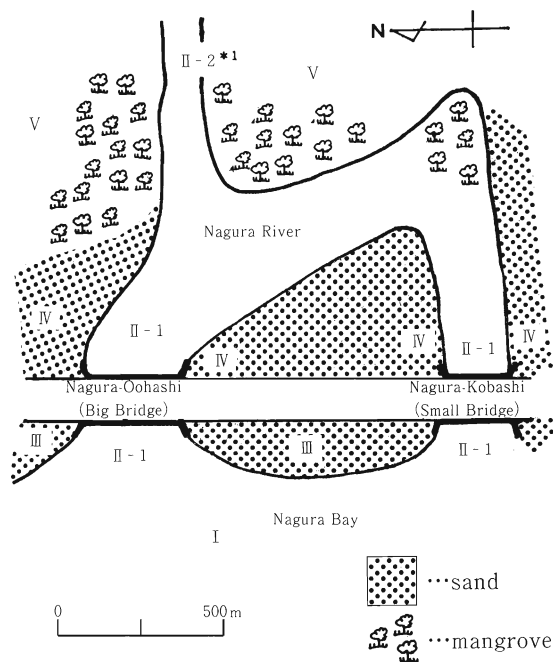 N
II-2*1
V
V
Nagura River
IV
II-1
IV
IV
II-1
IV
Nagura-Oohashi
(Big Bridge)
Nagura-Kobashi
(Small Bridge)
III
II-1
III
II-1
Nagura Bay
I
0
500m
…sand
…mangrove